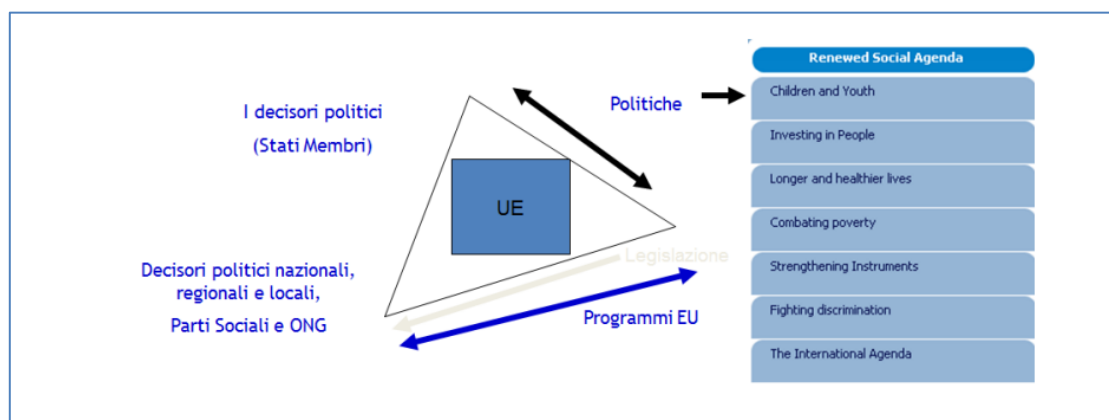 I decisori politici
(Stati Membri)
Politiche
UE
Legislazione
Decisori politici nazionali,
regionali e locali,
Parti Sociali e ONG
Programmi EU
Renewed Social Agenda
Children and Youth
Investing in People
Longer and healthier lives
Combating poverty
Strengthening Instruments
Fighting discrimination
The International Agenda